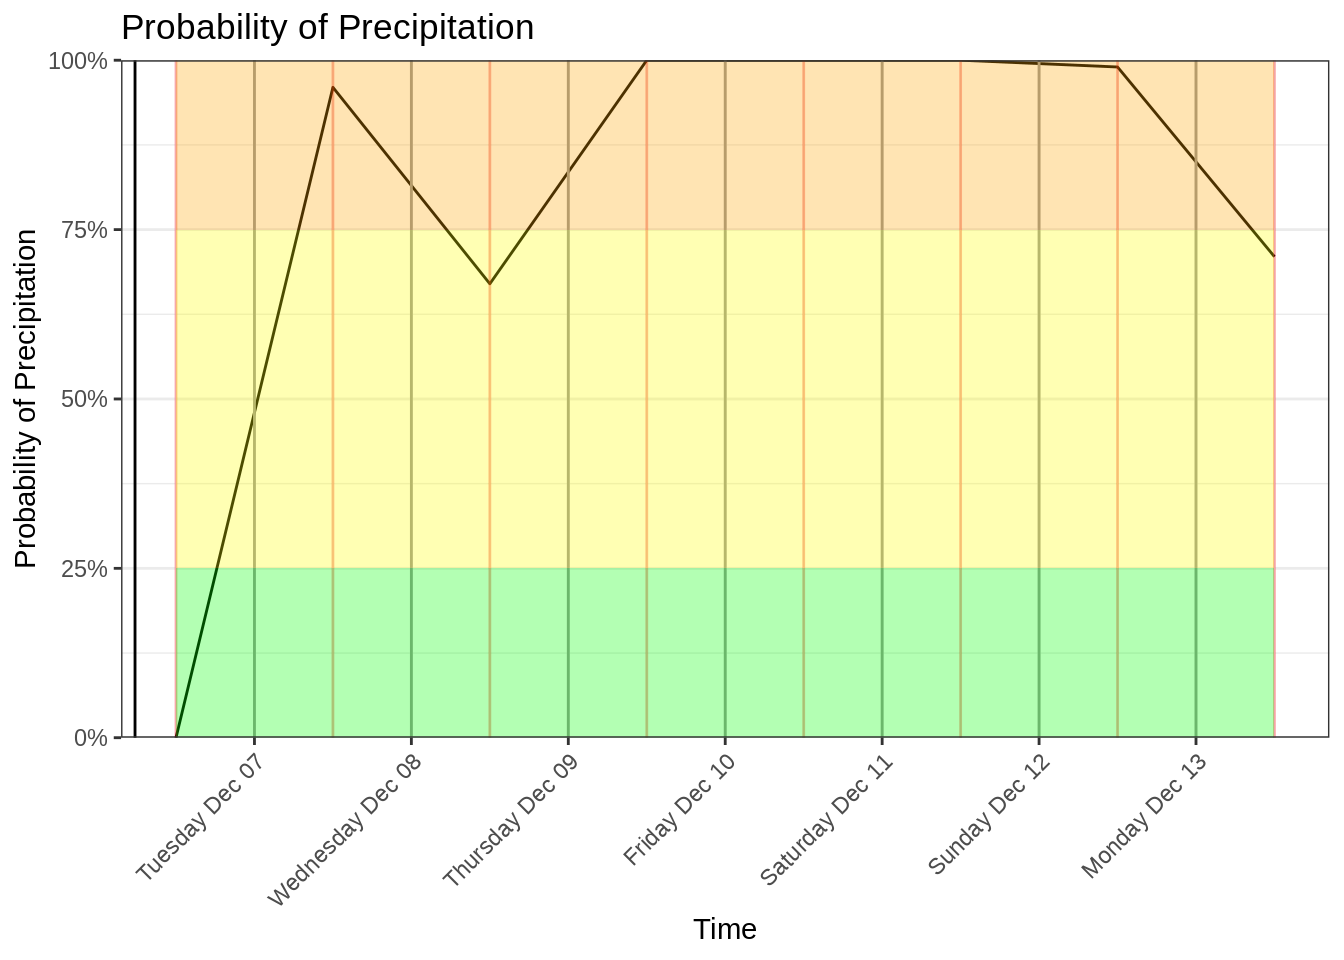 Probability of Precipitation
100%
75%
50%
25%
0%
Probability of Precipitation
Tuesday Dec 07
Wednesday Dec 08
Thursday Dec 09
Friday Dec 10
Saturday Dec 11
Sunday Dec 12
Monday Dec 13
Time